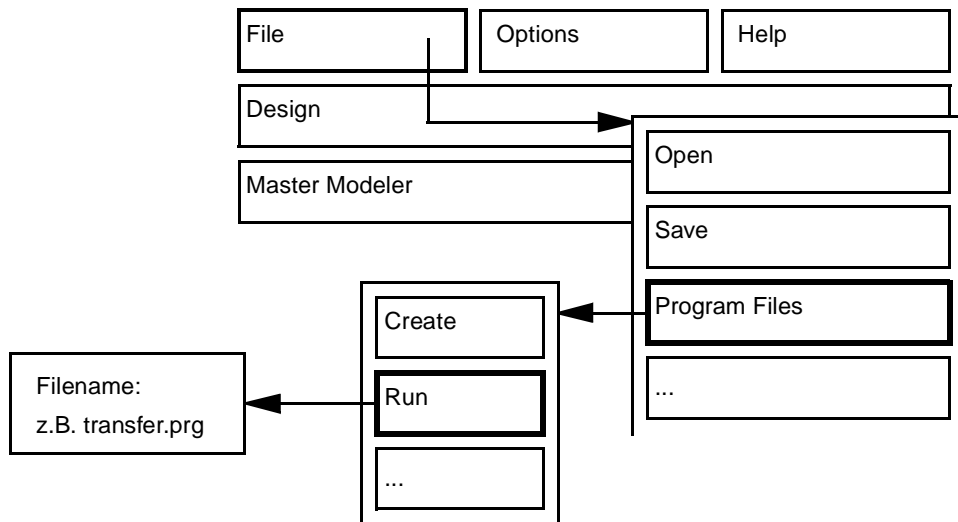 File
Options
Help
Design
Master Modeler
Open
Save
Program Files
...
Create
Run
...
Filename:
z.B. transfer.prg